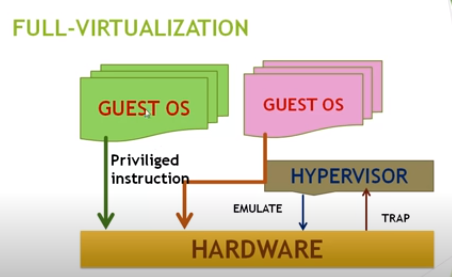 FULL-VIRTUALIZATION
GUEST OS
GUEST OS
Priviliged
instruction
HYPERVISOR
EMULATE
TRAP
HARDWARE